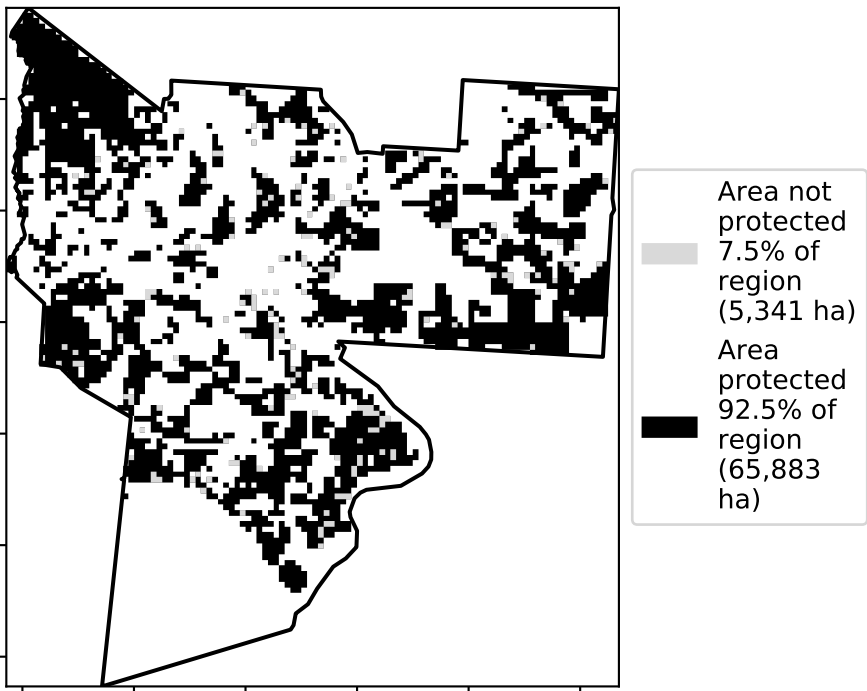 Area not
protected
7.5% of
region
(5,341 ha)
Area
protected
92.5% of
region
(65,883
ha)